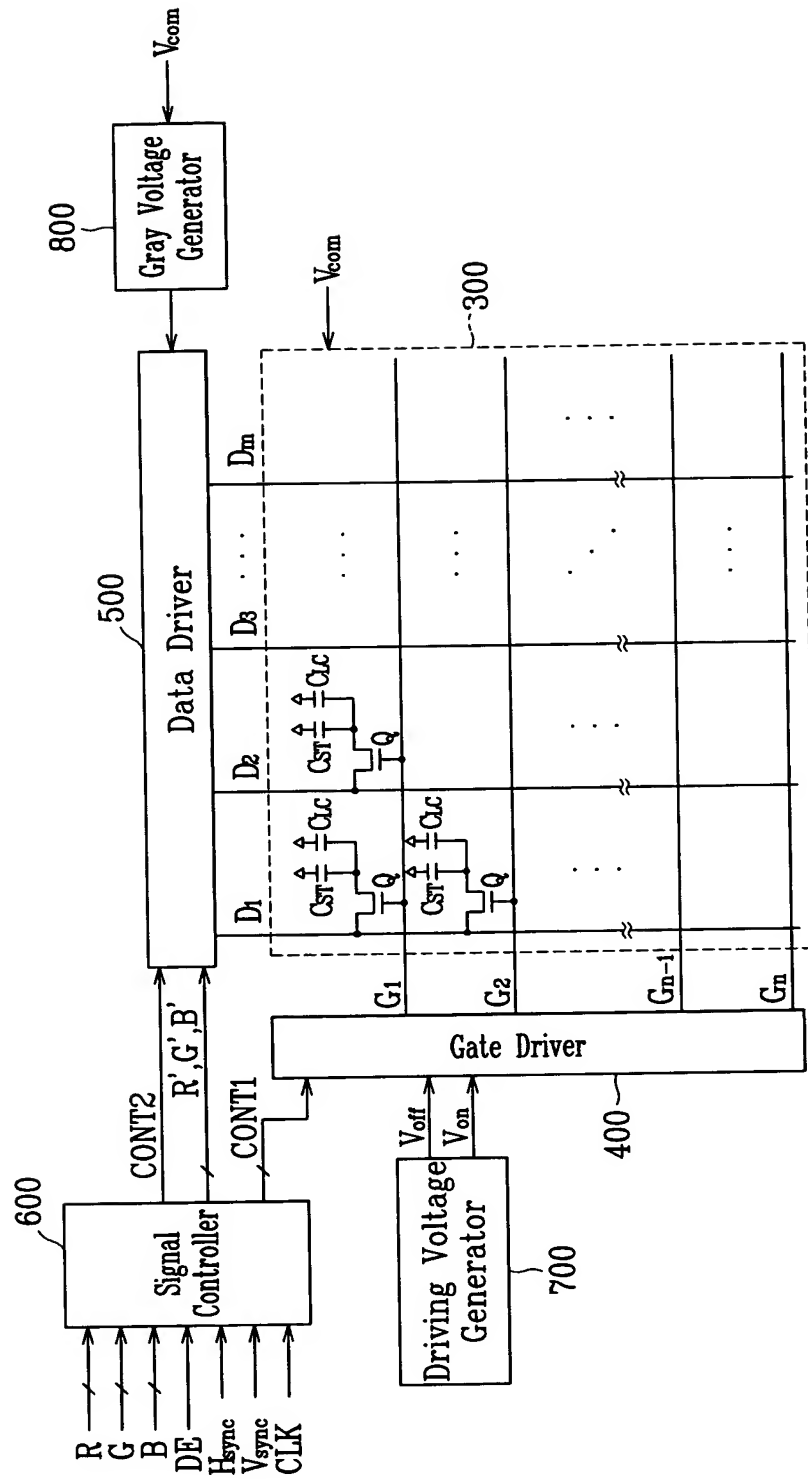 R
G
B
DE
Hsync
Vsync
CLK
600
Signal
Controller
CONT2
R',G',B'
CONT1
500
Data Driver
800
Gray Voltage
Generator
Vcom
Vcom
300
D1
D2
D3
. . .
Dm
CST
CLC
Q
CST
CLC
Q
CST
CLC
Q
G1
G2
Gn-1
Gn
Gate Driver
400
Voff
Von
Driving Voltage
Generator
700